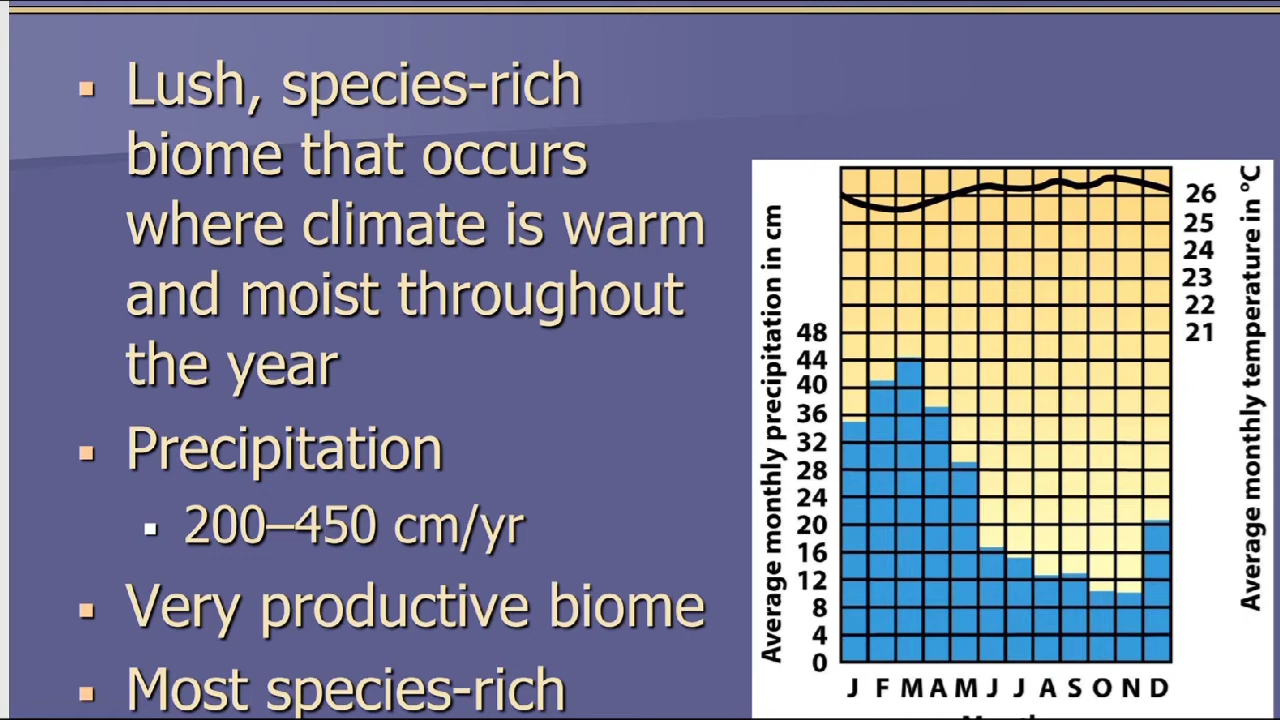 Lush, species-rich
biome that occurs
where climate is warm
and moist throughout
the year
Precipitation
200–450 cm/yr
Very productive biome
Most species-rich
Average monthly precipitation in cm
48
44
40
36
32
28
24
20
16
12
8
4
0
J F M A M J J A S O N D
26
25
24
23
22
21
Average monthly temperature in °C